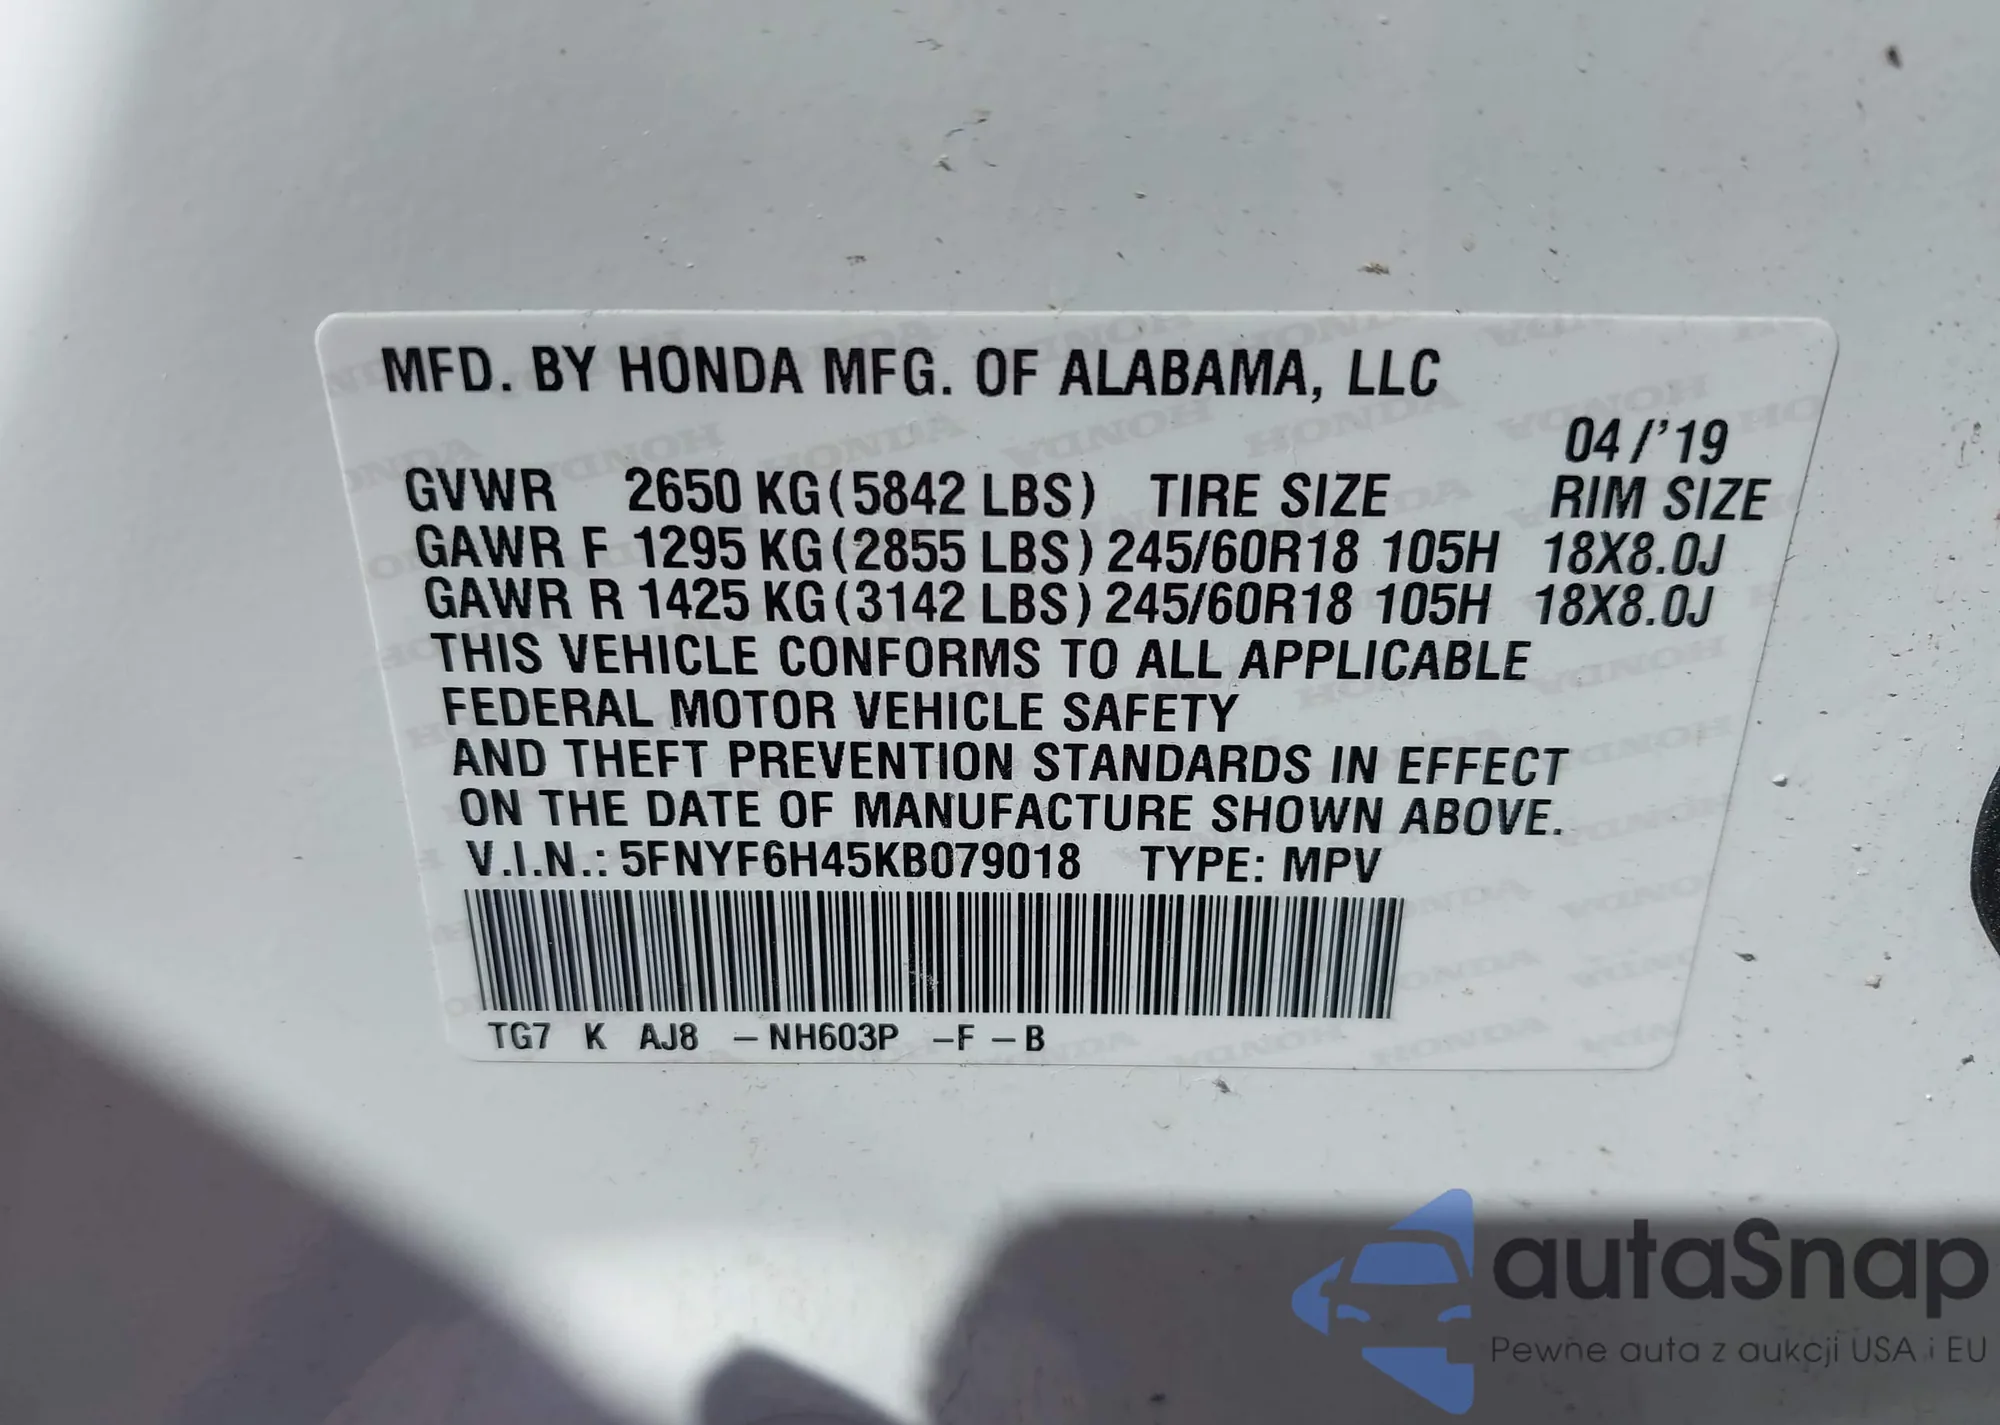 MFD. BY HONDA MFG. OF ALABAMA, LLC
04/'19
GVWR 2650 KG (5842 LBS) TIRE SIZE RIM SIZE
GAWR F 1295 KG (2855 LBS) 245/60R18 105H 18X8.0J
GAWR R 1425 KG (3142 LBS) 245/60R18 105H 18X8.0J
THIS VEHICLE CONFORMS TO ALL APPLICABLE
FEDERAL MOTOR VEHICLE SAFETY
AND THEFT PREVENTION STANDARDS IN EFFECT
ON THE DATE OF MANUFACTURE SHOWN ABOVE.
V.I.N.: 5FNYF6H45KB079018 TYPE: MPV
TG7 K AJ8 – NH603P –F – B
autaSnap
Pewne auta z aukcji USA i EU